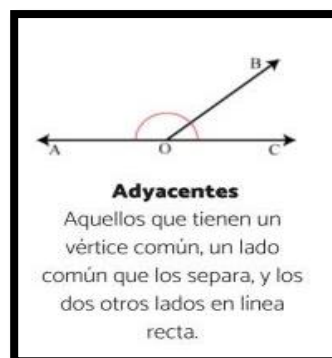 B
A
O
C
Adyacentes
Aquellos que tienen un
vértice común, un lado
común que los separa, y los
dos otros lados en línea
recta.